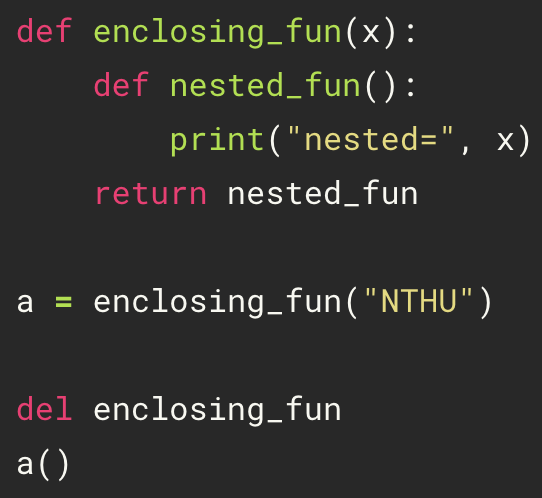 def enclosing_fun(x):
    def nested_fun():
        print("nested=", x)
    return nested_fun

a = enclosing_fun("NTHU")

del enclosing_fun
a()